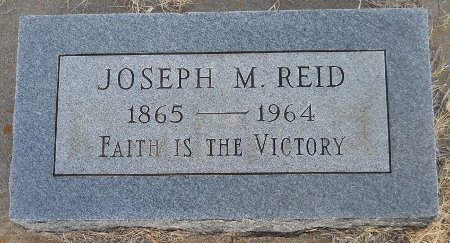 JOSEPH M. REID
1865 — 1964
FAITH IS THE VICTORY